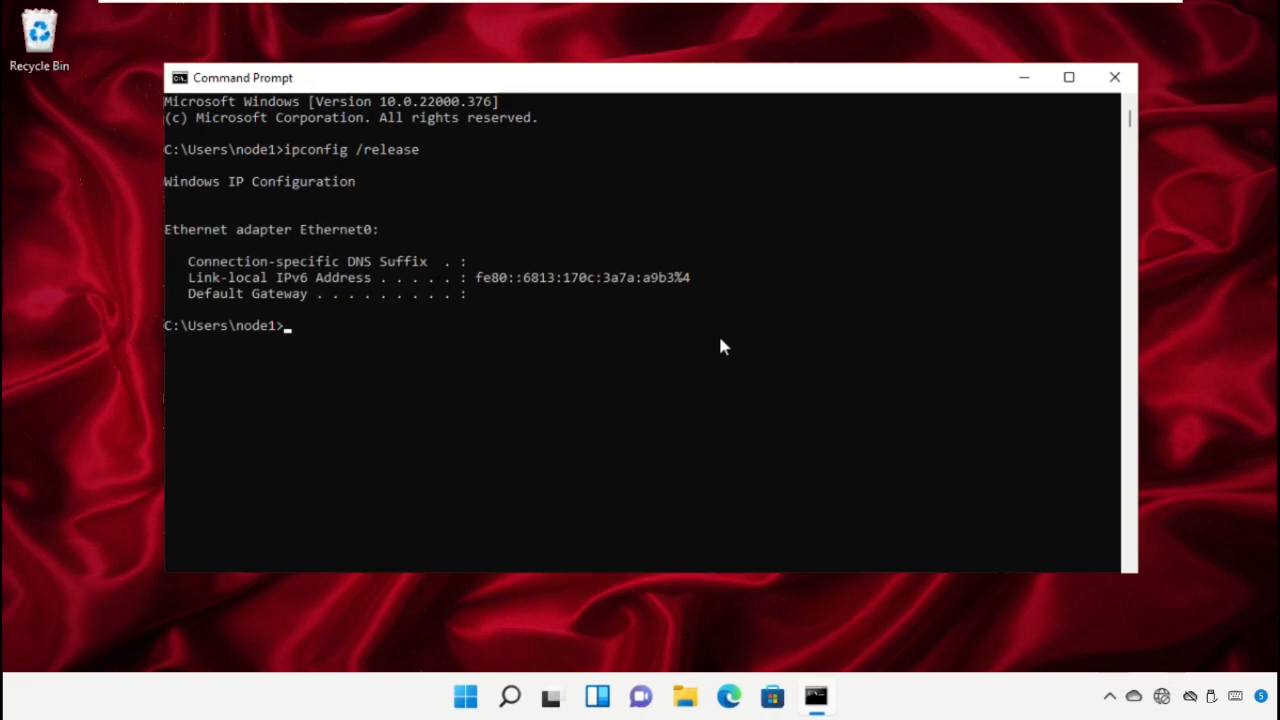 Recycle Bin
Command Prompt
Microsoft Windows [Version 10.0.22000.376]
(c) Microsoft Corporation. All rights reserved.
C:\Users\node1>ipconfig /release
Windows IP Configuration
Ethernet adapter Ethernet0:
Connection-specific DNS Suffix . :
Link-local IPv6 Address . . . . . : fe80::6813:170c:3a7a:a9b3%4
Default Gateway . . . . . . . . . :
C:\Users\node1>
5